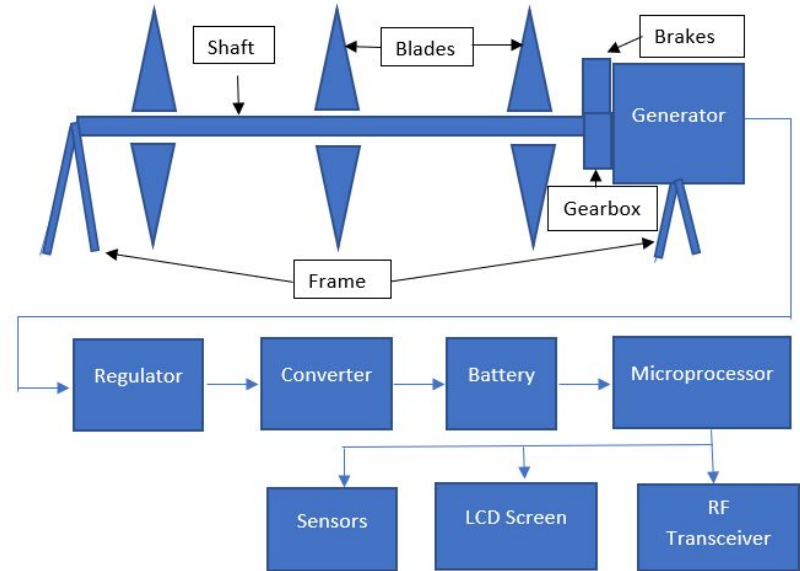 Shaft
Blades
Brakes
Generator
Gearbox
Frame
Regulator
Converter
Battery
Microprocessor
Sensors
LCD Screen
RF
Transceiver